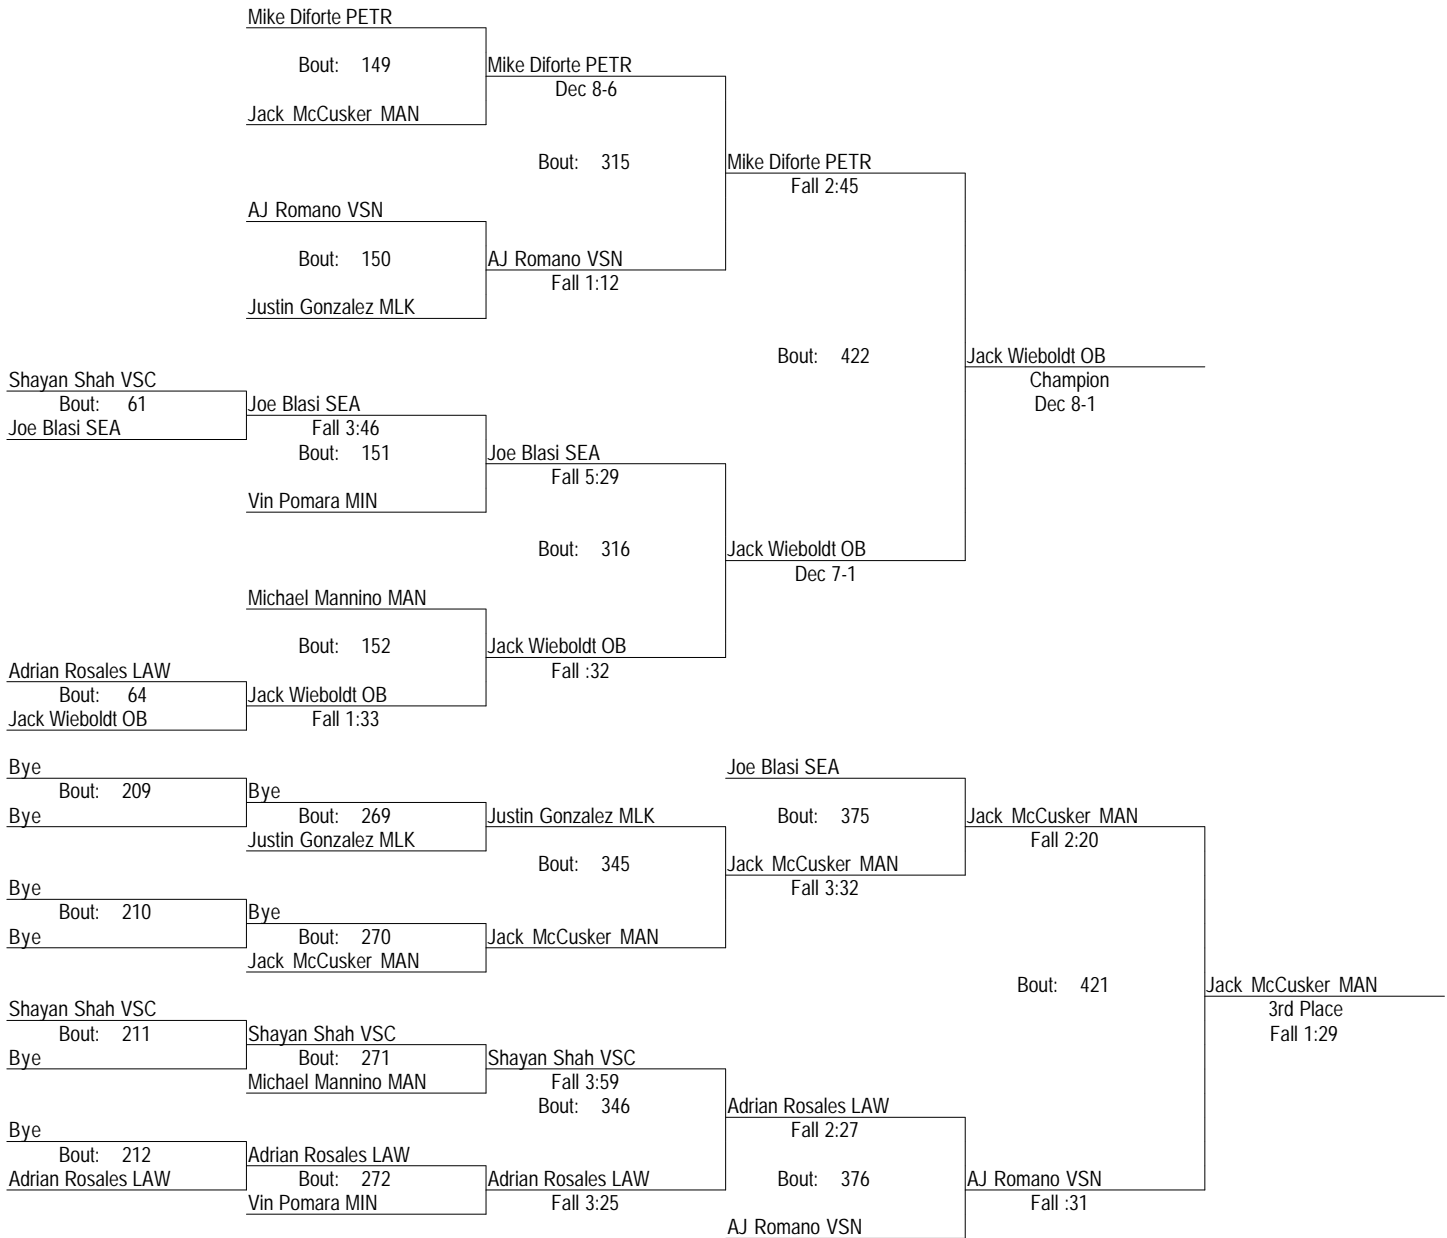 Mike Diforte PETR
Bout: 149
Mike Diforte PETR
Dec 8-6
Jack McCusker MAN
Bout: 315
Mike Diforte PETR
Fall 2:45
AJ Romano VSN
Bout: 150
AJ Romano VSN
Fall 1:12
Justin Gonzalez MLK
Bout: 422
Jack Wieboldt OB
Champion
Dec 8-1
Shayan Shah VSC
Bout: 61
Joe Blasi SEA
Joe Blasi SEA
Fall 3:46
Bout: 151
Joe Blasi SEA
Fall 5:29
Vin Pomara MIN
Bout: 316
Jack Wieboldt OB
Dec 7-1
Michael Mannino MAN
Bout: 152
Jack Wieboldt OB
Fall :32
Adrian Rosales LAW
Bout: 64
Jack Wieboldt OB
Jack Wieboldt OB
Fall 1:33
Bye
Bout: 209
Bye
Bye
Bout: 269
Justin Gonzalez MLK
Justin Gonzalez MLK
Bout: 345
Joe Blasi SEA
Bout: 375
Jack McCusker MAN
Fall 2:20
Jack McCusker MAN
Fall 3:32
Bye
Bout: 210
Bye
Bye
Bout: 270
Jack McCusker MAN
Jack McCusker MAN
Bout: 421
Jack McCusker MAN
3rd Place
Fall 1:29
Shayan Shah VSC
Bout: 211
Bye
Shayan Shah VSC
Bout: 271
Michael Mannino MAN
Shayan Shah VSC
Fall 3:59
Bout: 346
Adrian Rosales LAW
Fall 2:27
Bye
Bout: 212
Adrian Rosales LAW
Adrian Rosales LAW
Bout: 272
Vin Pomara MIN
Adrian Rosales LAW
Fall 3:25
Bout: 376
AJ Romano VSN
Fall :31
AJ Romano VSN